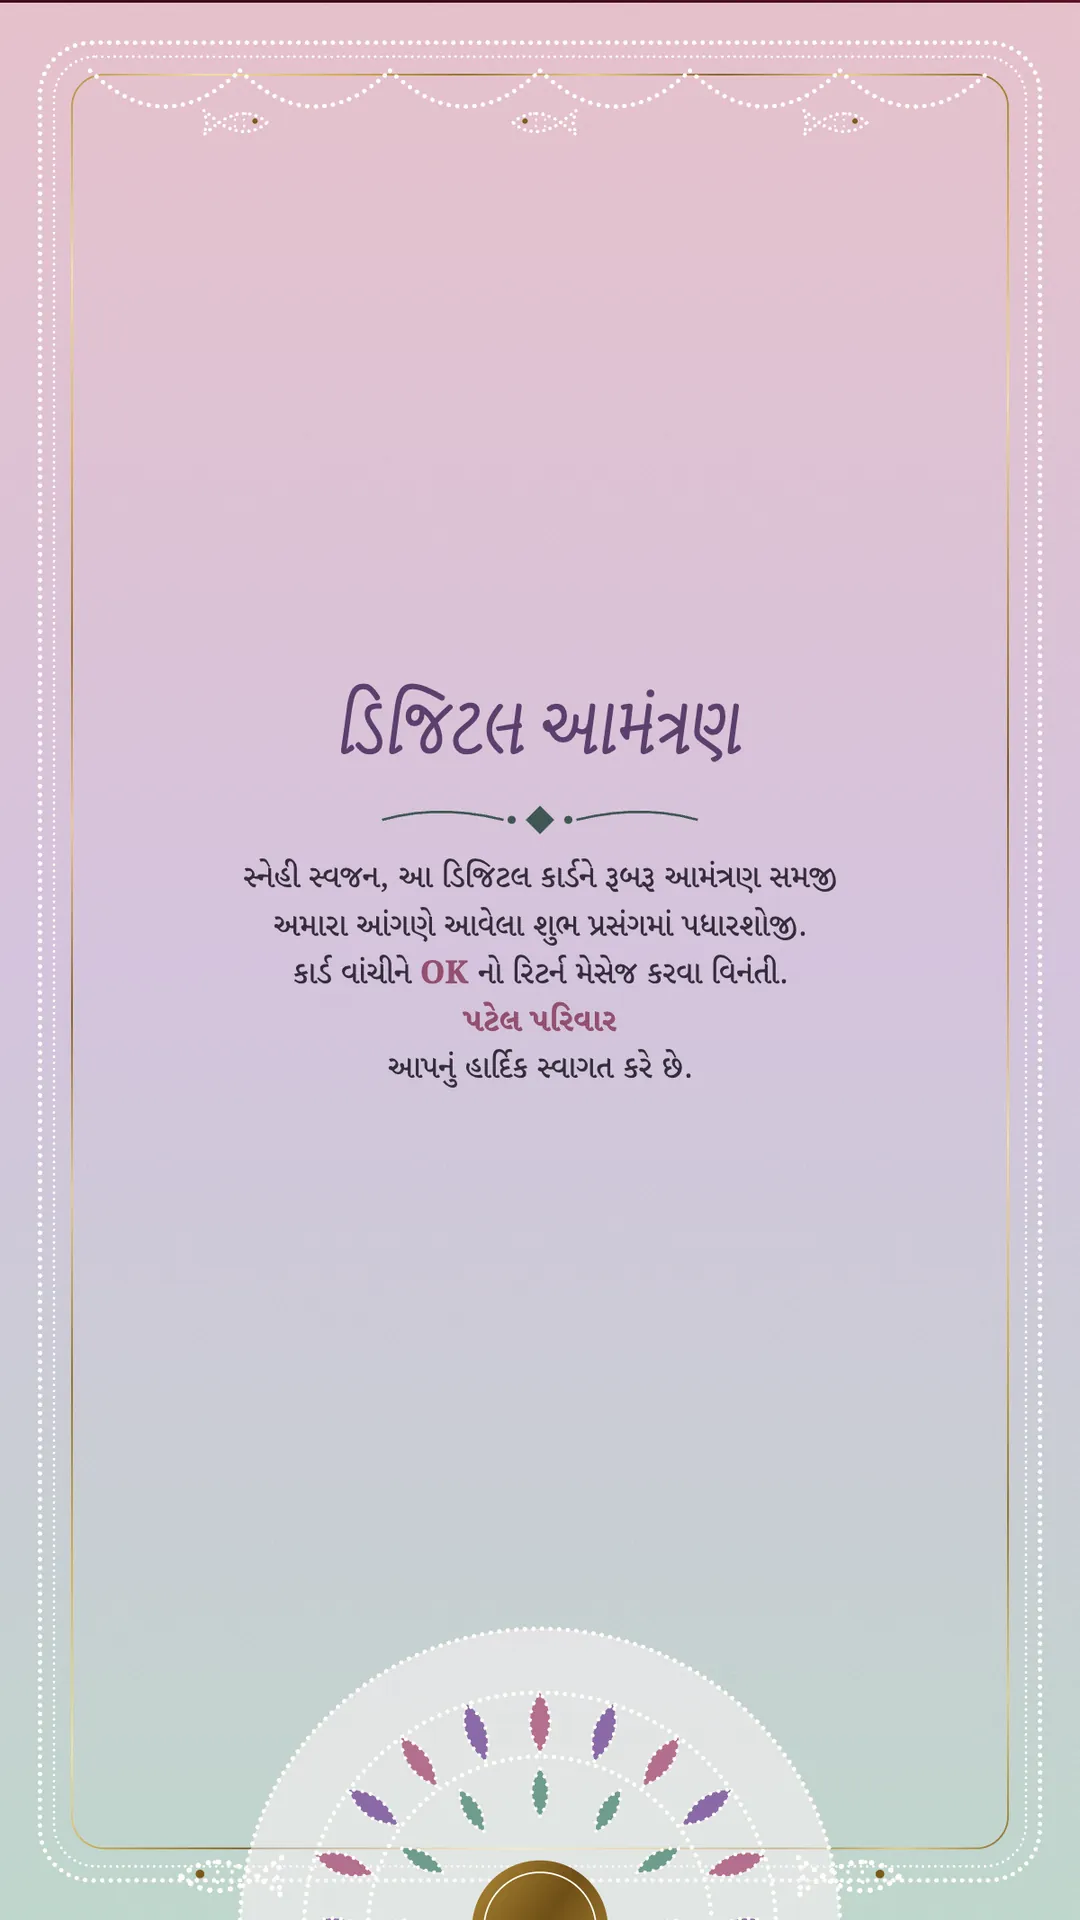 ડિજિટલ આમંત્રણ
સ્નેહી સ્વજન, આ ડિજિટલ કાર્ડને રૂબરૂ આમંત્રણ સમજી
અમારા આંગણે આવેલા શુભ પ્રસંગમાં પધારશોજી.
કાર્ડ વાંચીને OK નો રિટર્ન મેસેજ કરવા વિનંતી.
પટેલ પરિવાર
આપનું હાર્દિક સ્વાગત કરે છે.